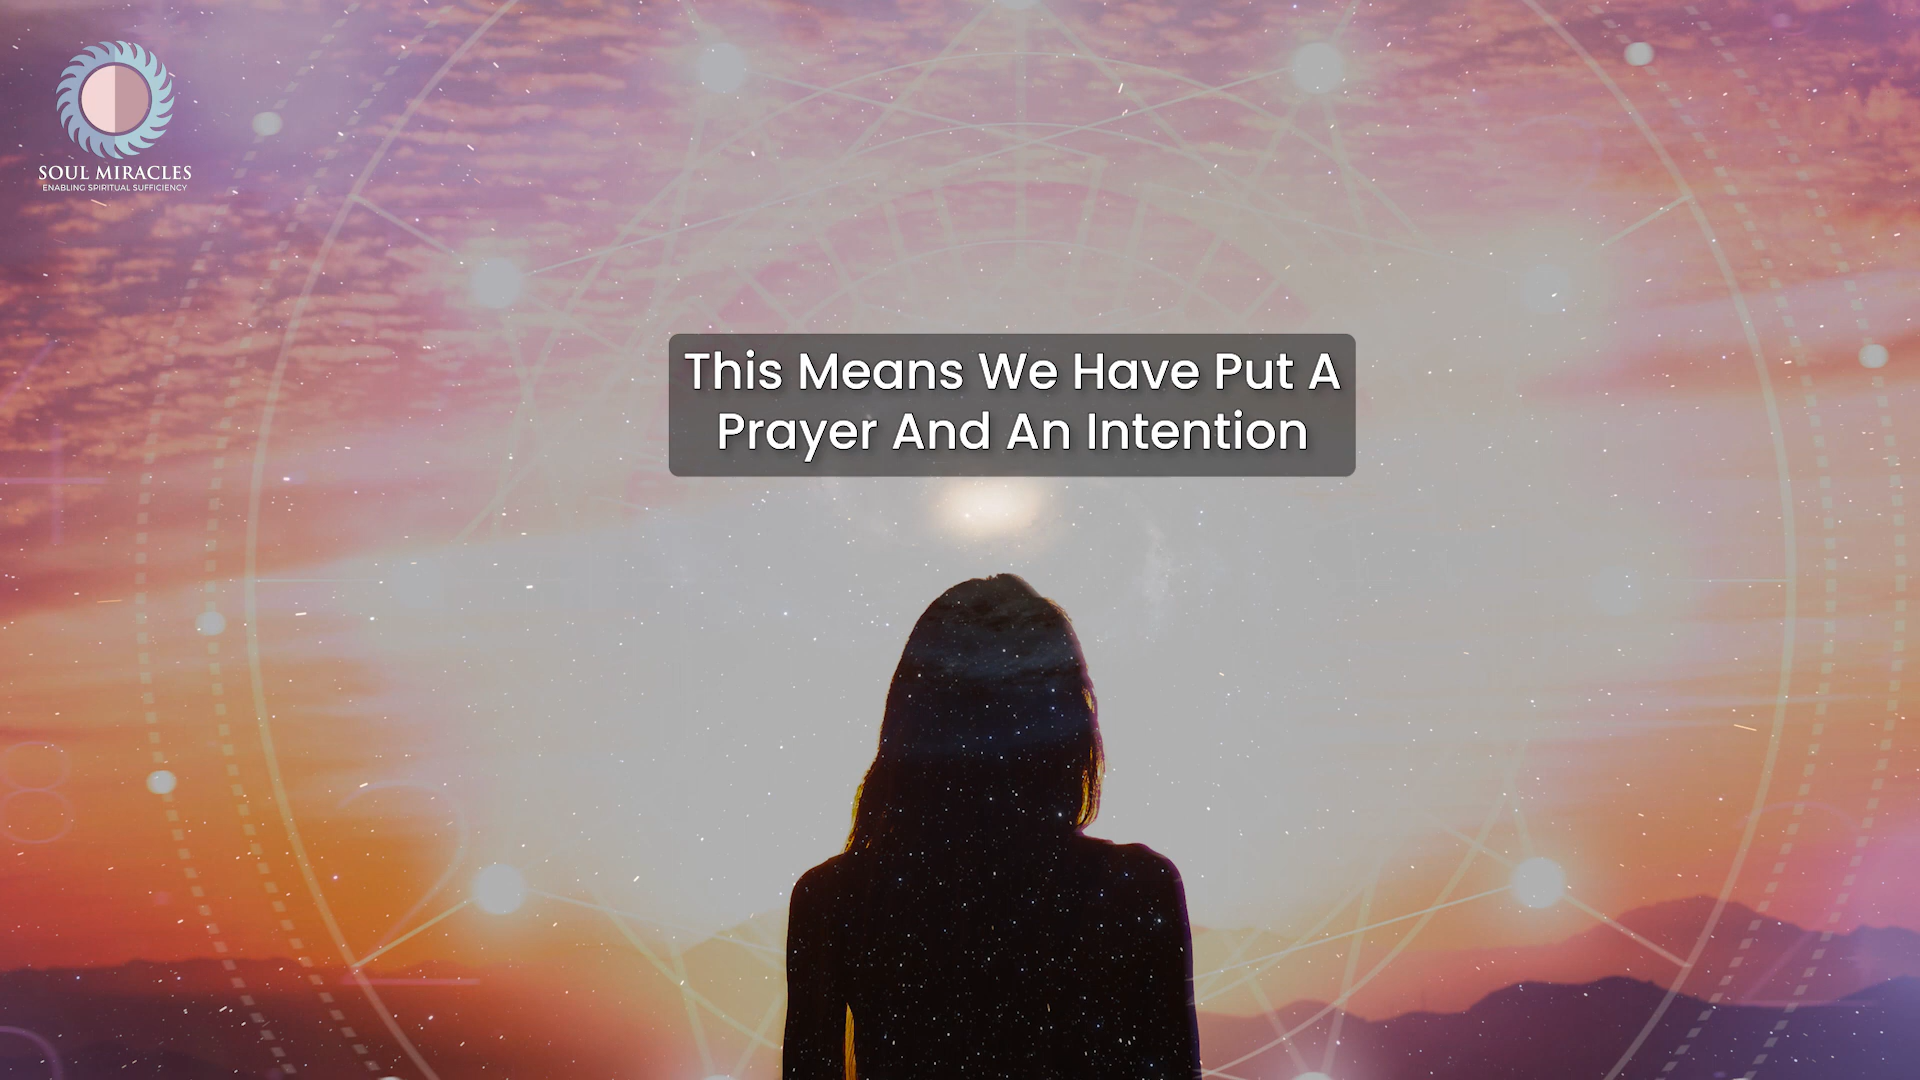 SOUL MIRACLES
ENABLING SPIRITUAL SUFFICIENCY
This Means We Have Put A
Prayer And An Intention